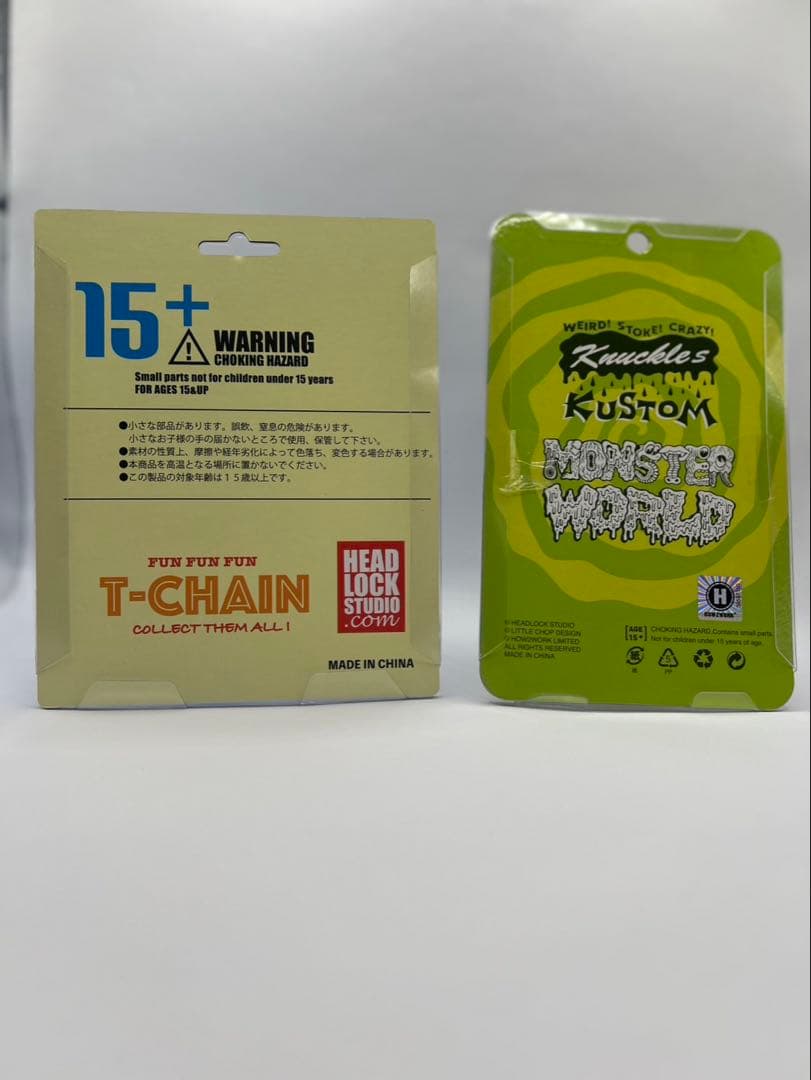 15+
WARNING
CHOKING HAZARD
Small parts not for children under 15 years
FOR AGES 15&UP
●小さな部品があります。誤飲、窒息の危険があります。
小さなお子様の手の届かないところで使用、保管して下さい。
●素材の性質上、摩擦や経年劣化によって色落ち、変色する場合があります。
●本商品を高温となる場所に置かないでください。
●この製品の対象年齢は１５歳以上です。
FUN FUN FUN
T-CHAIN
COLLECT THEM ALL !
HEAD
LOCK
STUDIO
.com
MADE IN CHINA
WEIRD! STOKE! CRAZY!
Knuckles
KUSTOM
MONSTER
WORLD
H
HOW2WORK
© HEADLOCK STUDIO
© LITTLE CHOP DESIGN
© HOW2WORK LIMITED
ALL RIGHTS RESERVED
MADE IN CHINA
[AGE 15+] CHOKING HAZARD.Contains small parts.
Not for children under 15 years of age.
紙
5
PP